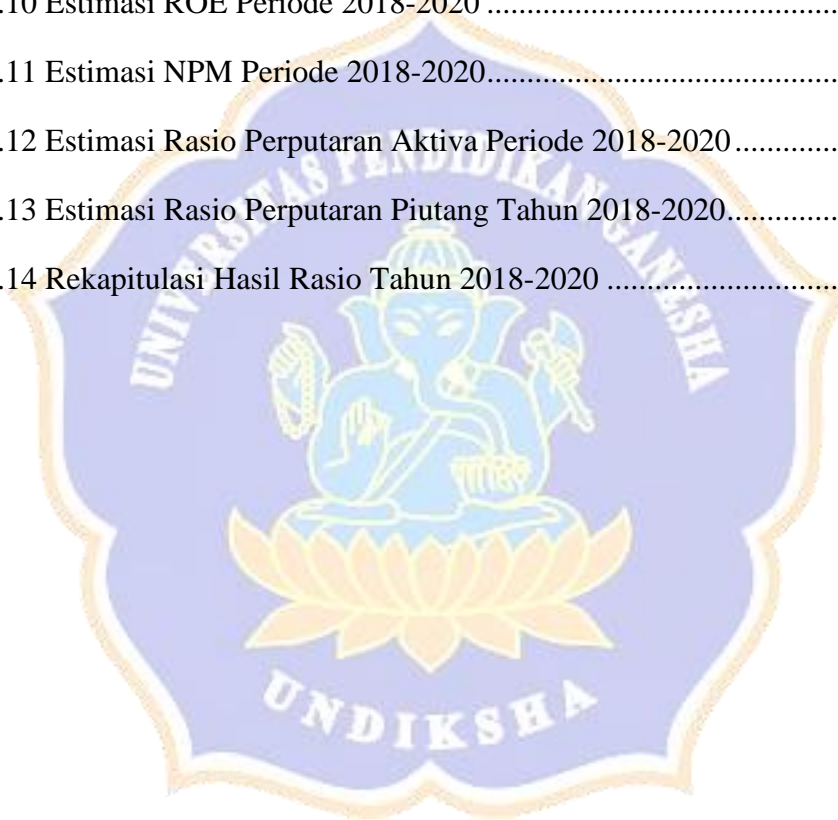 .10 Estimasi ROE Periode 2018-2020 ....................................................
.11 Estimasi NPM Periode 2018-2020....................................................
.12 Estimasi Rasio Perputaran Aktiva Periode 2018-2020 ..............
.13 Estimasi Rasio Perputaran Piutang Tahun 2018-2020...............
.14 Rekapitulasi Hasil Rasio Tahun 2018-2020 ..................................
UNIVERSITAS PENDIDIKAN GANESHA
UNDIKSHA